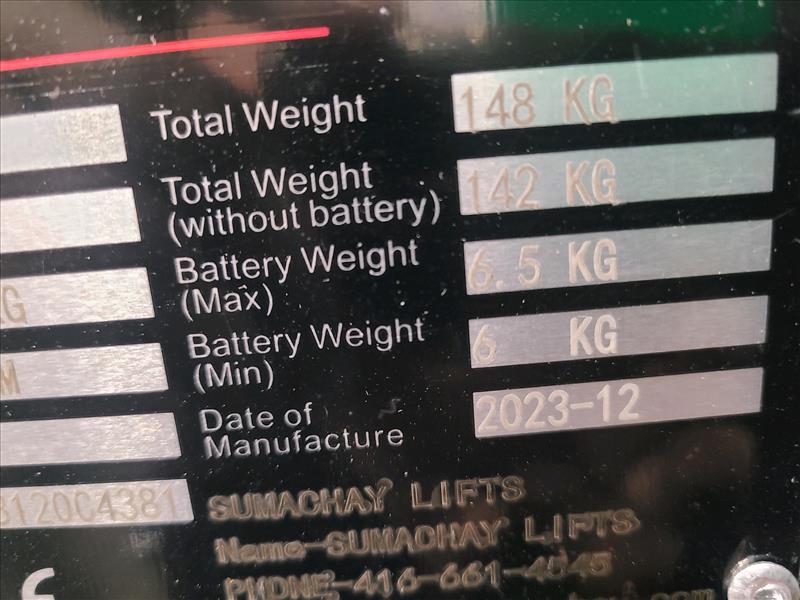 Total Weight 148 KG
Total Weight
(without battery) 142 KG
Battery Weight
(Max) 6.5 KG
G
Battery Weight
(Min) 6 KG
M
Date of
Manufacture 2023-12
3120C4381
SUMACHAY LIFTS
Name-SUMACHAY LIFTS
PHONE-416-661-4545